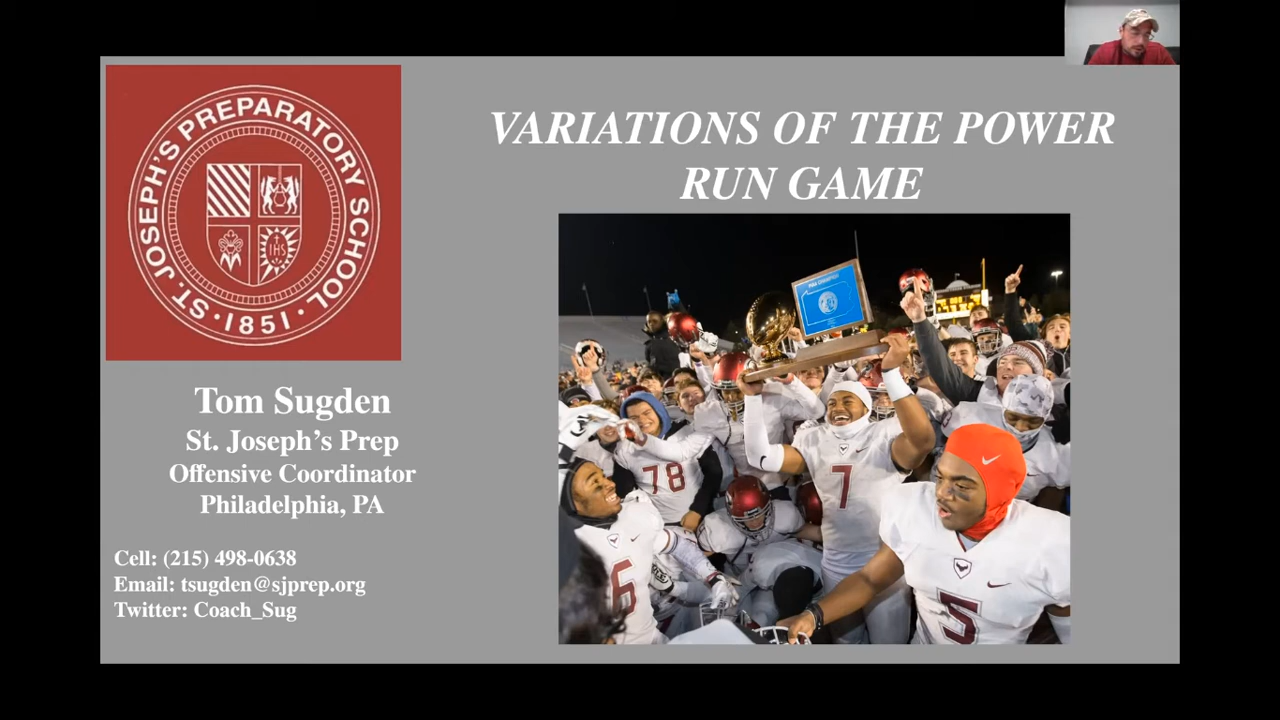 ST. JOSEPH'S PREPARATORY SCHOOL
·1851·
IHS
VARIATIONS OF THE POWER
RUN GAME
Tom Sugden
St. Joseph's Prep
Offensive Coordinator
Philadelphia, PA
Cell: (215) 498-0638
Email: tsugden@sjprep.org
Twitter: Coach_Sug
78
7
6
5